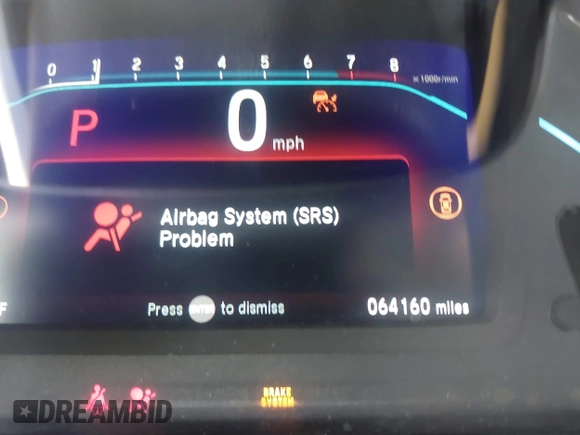 0 1 2 3 4 5 6 7 8
x 1000r/min
P
0 mph
Airbag System (SRS)
Problem
F
Press ENTER to dismiss
064160 miles
BRAKE
SYSTEM
DREAMBID